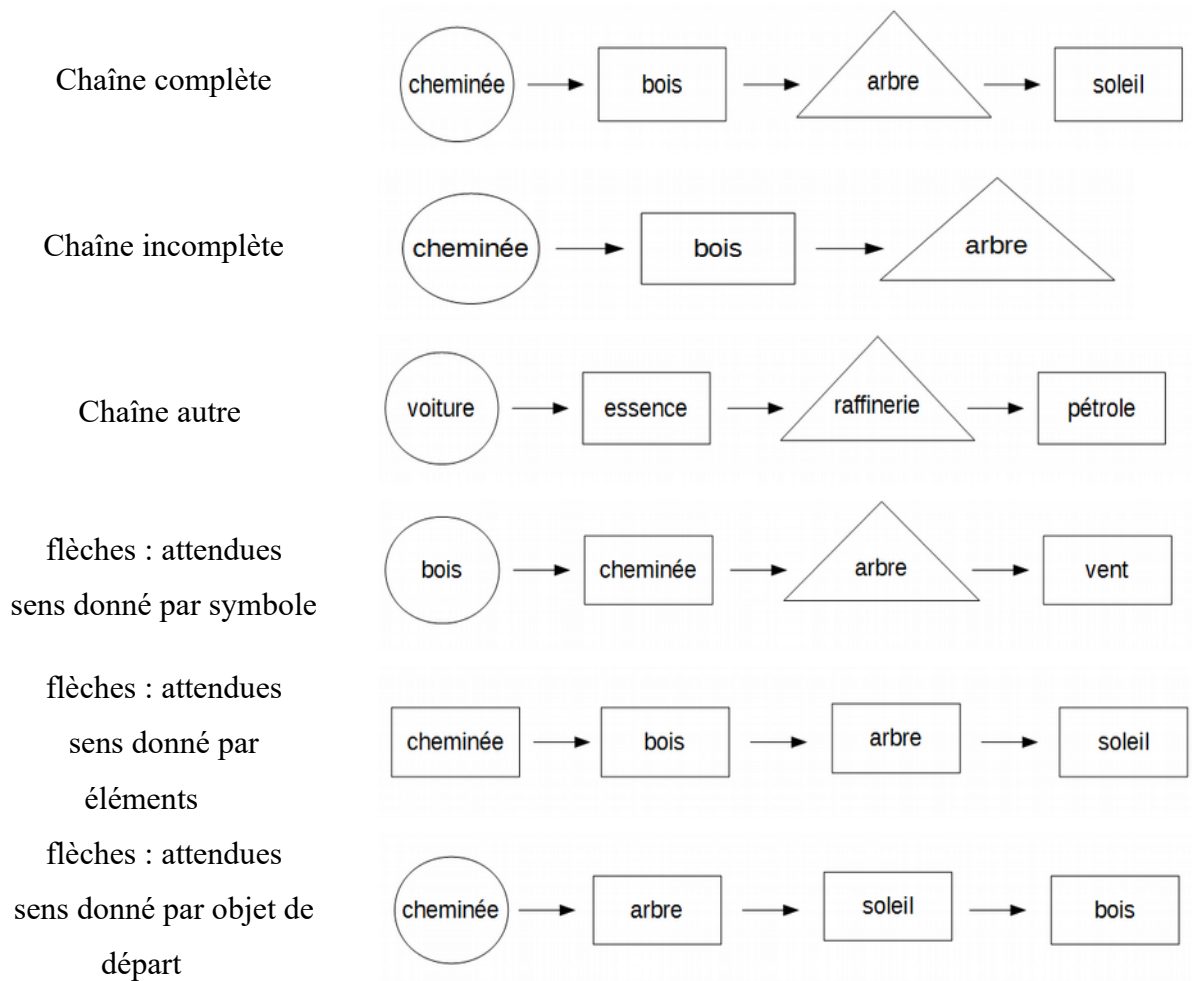 Chaîne complète
cheminée bois arbre soleil
Chaîne incomplète
cheminée bois arbre
Chaîne autre
voiture essence raffinerie pétrole
flèches : attendues
sens donné par symbole
bois cheminée arbre vent
flèches : attendues
sens donné par
éléments
cheminée bois arbre soleil
flèches : attendues
sens donné par objet de
départ
cheminée arbre soleil bois